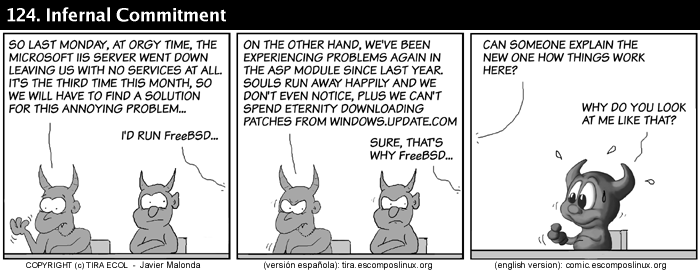 124. Infernal Commitment
SO LAST MONDAY, AT ORGY TIME, THE
MICROSOFT IIS SERVER WENT DOWN
LEAVING US WITH NO SERVICES AT ALL.
IT'S THE THIRD TIME THIS MONTH, SO
WE WILL HAVE TO FIND A SOLUTION
FOR THIS ANNOYING PROBLEM...
I'D RUN FreeBSD...
ON THE OTHER HAND, WE'VE BEEN
EXPERIENCING PROBLEMS AGAIN IN
THE ASP MODULE SINCE LAST YEAR.
SOULS RUN AWAY HAPPILY AND WE
DON'T EVEN NOTICE, PLUS WE CAN'T
SPEND ETERNITY DOWNLOADING
PATCHES FROM WINDOWS.UPDATE.COM
SURE, THAT'S
WHY FreeBSD...
CAN SOMEONE EXPLAIN THE
NEW ONE HOW THINGS WORK
HERE?
WHY DO YOU LOOK
AT ME LIKE THAT?
COPYRIGHT (c) TIRA ECOL - Javier Malonda
(versión española): tira.escomposlinux.org
(english version): comic.escomposlinux.org